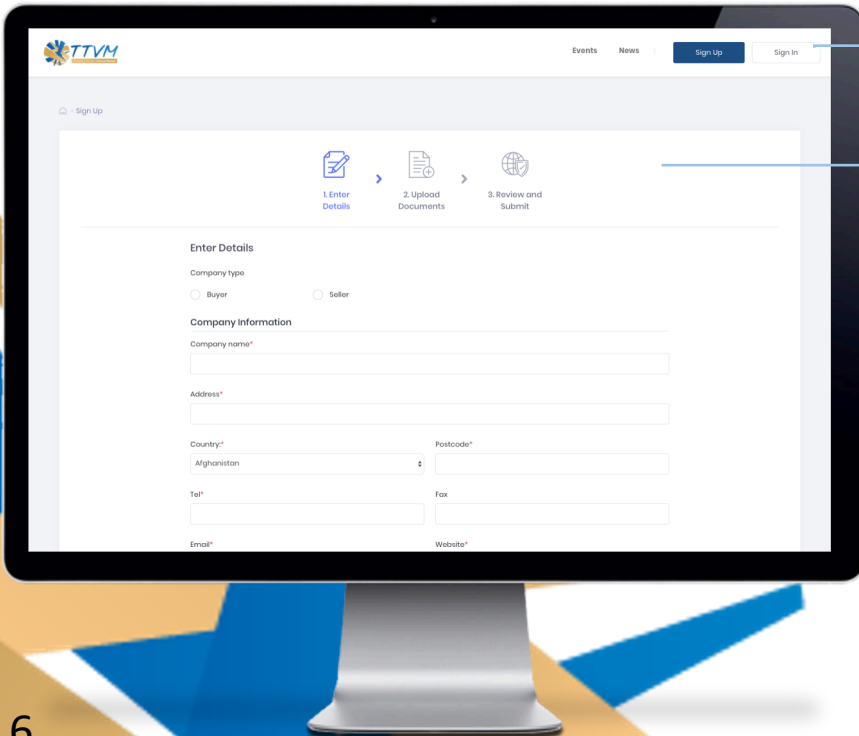 TTVM
Events News Sign Up Sign In
- Sign Up
1. Enter
Details
2. Upload
Documents
3. Review and
Submit
Enter Details
Company type
Buyer Seller
Company Information
Company name*
Address*
Country:* Postcode*
Afghanistan
Tel* Fax
Email* Website*
6